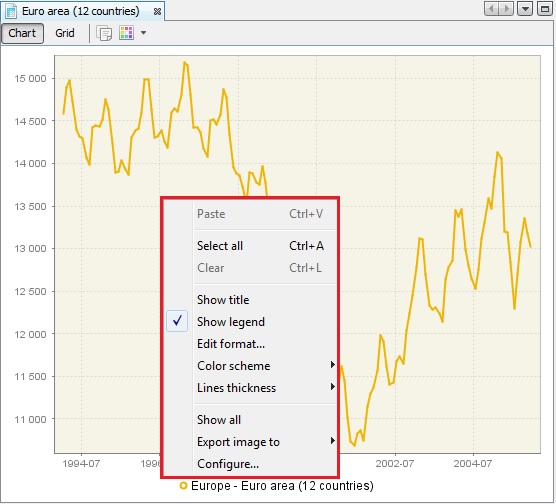 Euro area (12 countries)
Chart Grid
15 000
14 500
14 000
13 500
13 000
12 500
12 000
11 500
11 000
Paste Ctrl+V
Select all Ctrl+A
Clear Ctrl+L
Show title
Show legend
Edit format...
Color scheme
Lines thickness
Show all
Export image to
Configure...
1994-07 2002-07 2004-07
Europe - Euro area (12 countries)